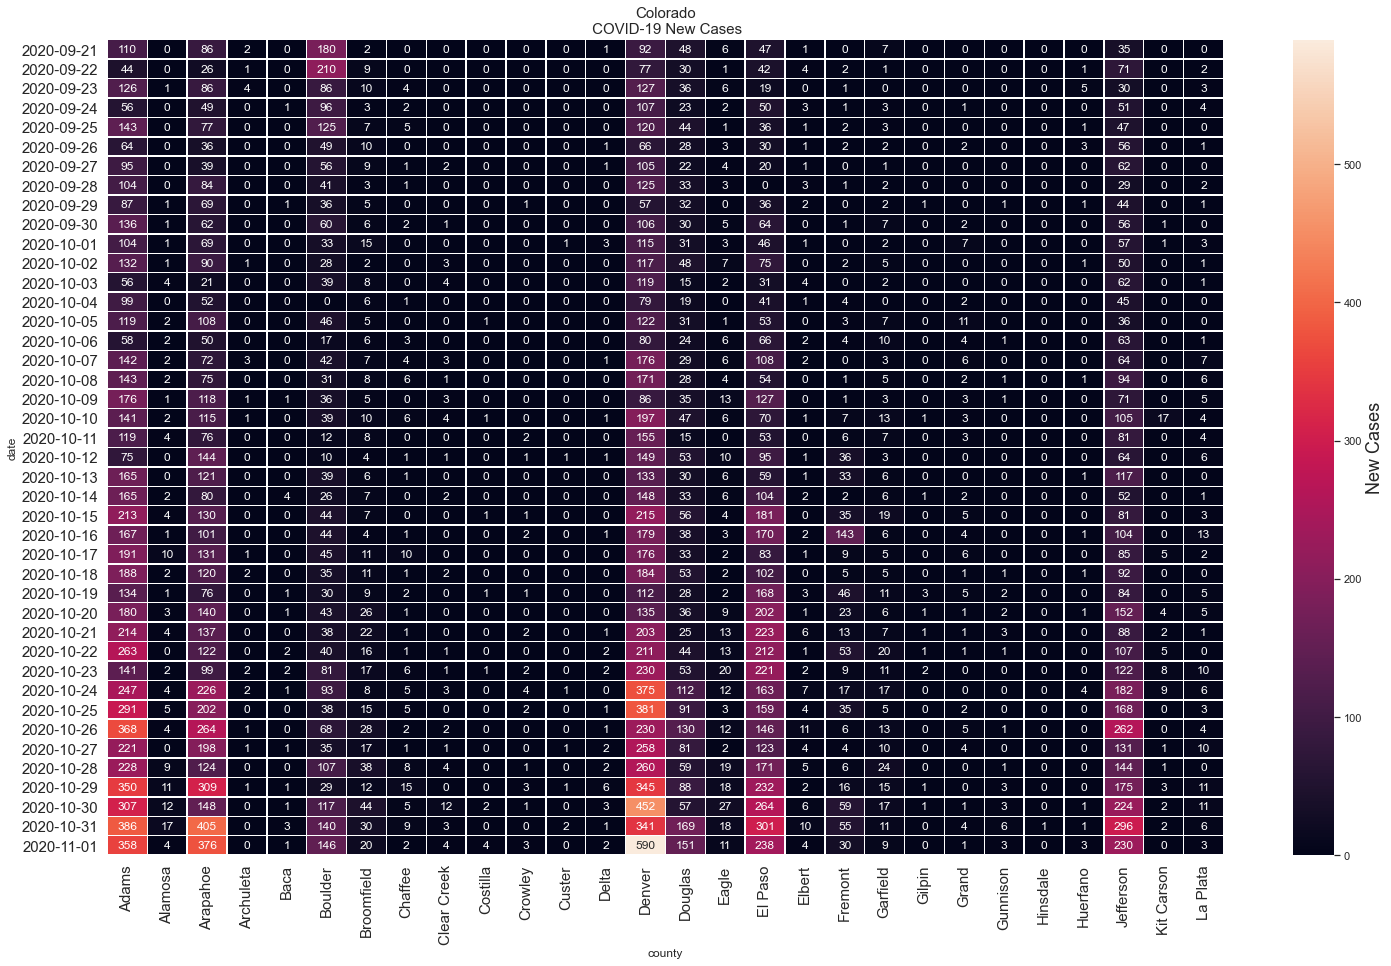 Colorado
COVID-19 New Cases
2020-09-21 110 0 86 2 0 180 2 0 0 0 0 0 1 92 48 6 47 1 0 7 0 0 0 0 0 35 0 0
2020-09-22 44 0 26 1 0 210 9 0 0 0 0 0 0 77 30 1 42 4 2 1 0 0 0 0 1 71 0 2
2020-09-23 126 1 86 4 0 86 10 4 0 0 0 0 0 127 36 6 19 0 1 0 0 0 0 0 5 30 0 3
2020-09-24 56 0 49 0 1 96 3 2 0 0 0 0 0 107 23 2 50 3 1 3 0 1 0 0 0 51 0 4
2020-09-25 143 0 77 0 0 125 7 5 0 0 0 0 0 120 44 1 36 1 2 3 0 0 0 0 1 47 0 0
2020-09-26 64 0 36 0 0 49 10 0 0 0 0 0 1 66 28 3 30 1 2 2 0 2 0 0 3 56 0 1
2020-09-27 95 0 39 0 0 56 9 1 2 0 0 0 1 105 22 4 20 1 0 1 0 0 0 0 0 62 0 0
2020-09-28 104 0 84 0 0 41 3 1 0 0 0 0 0 125 33 3 0 3 1 2 0 0 0 0 0 29 0 2
2020-09-29 87 1 69 0 1 36 5 0 0 0 1 0 0 57 32 0 36 2 0 2 1 0 1 0 1 44 0 1
2020-09-30 136 1 62 0 0 60 6 2 1 0 0 0 0 106 30 5 64 0 1 7 0 2 0 0 0 56 1 0
2020-10-01 104 1 69 0 0 33 15 0 0 0 0 1 3 115 31 3 46 1 0 2 0 7 0 0 0 57 1 3
2020-10-02 132 1 90 1 0 28 2 0 3 0 0 0 0 117 48 7 75 0 2 5 0 0 0 0 1 50 0 1
2020-10-03 56 4 21 0 0 39 8 0 4 0 0 0 0 119 15 2 31 4 0 2 0 0 0 0 0 62 0 1
2020-10-04 99 0 52 0 0 0 6 1 0 0 0 0 0 79 19 0 41 1 4 0 0 2 0 0 0 45 0 0
2020-10-05 119 2 108 0 0 46 5 0 0 1 0 0 0 122 31 1 53 0 3 7 0 11 0 0 0 36 0 0
2020-10-06 58 2 50 0 0 17 6 3 0 0 0 0 0 80 24 6 66 2 4 10 0 4 1 0 0 63 0 1
2020-10-07 142 2 72 3 0 42 7 4 3 0 0 0 1 176 29 6 108 2 0 3 0 6 0 0 0 64 0 7
2020-10-08 143 2 75 0 0 31 8 6 1 0 0 0 0 171 28 4 54 0 1 5 0 2 1 0 1 94 0 6
2020-10-09 176 1 118 1 1 36 5 0 3 0 0 0 0 86 35 13 127 0 1 3 0 3 1 0 0 71 0 5
2020-10-10 141 2 115 1 0 39 10 6 4 1 0 0 1 197 47 6 70 1 7 13 1 3 0 0 0 105 17 4
2020-10-11 119 4 76 0 0 12 8 0 0 0 2 0 0 155 15 0 53 0 6 7 0 3 0 0 0 81 0 4
2020-10-12 75 0 144 0 0 10 4 1 1 0 1 1 1 149 53 10 95 1 36 3 0 0 0 0 0 64 0 6
2020-10-13 165 0 121 0 0 39 6 1 0 0 0 0 0 133 30 6 59 1 33 6 0 0 0 0 1 117 0 0
2020-10-14 165 2 80 0 4 26 7 0 2 0 0 0 0 148 33 6 104 2 2 6 1 2 0 0 0 52 0 1
2020-10-15 213 4 130 0 0 44 7 0 0 1 1 0 0 215 56 4 181 0 35 19 0 5 0 0 0 81 0 3
2020-10-16 167 1 101 0 0 44 4 1 0 0 2 0 1 179 38 3 170 2 143 6 0 4 0 0 1 104 0 13
2020-10-17 191 10 131 1 0 45 11 10 0 0 0 0 0 176 33 2 83 1 9 5 0 6 0 0 0 85 5 2
2020-10-18 188 2 120 2 0 35 11 1 2 0 0 0 0 184 53 2 102 0 5 5 0 1 1 0 1 92 0 0
2020-10-19 134 1 76 0 1 30 9 2 0 1 1 0 0 112 28 2 168 3 46 11 3 5 2 0 0 84 0 5
2020-10-20 180 3 140 0 1 43 26 1 0 0 0 0 0 135 36 9 202 0 23 6 1 1 2 0 1 152 4 5
2020-10-21 214 4 137 0 0 38 22 1 0 0 2 0 1 203 25 13 223 6 13 7 1 1 3 0 0 88 2 1
2020-10-22 263 0 122 0 2 40 16 1 1 0 0 0 2 211 44 13 212 1 53 20 1 1 1 0 0 107 5 0
2020-10-23 141 2 99 2 2 81 17 6 1 1 2 0 2 230 53 20 221 2 9 11 2 0 0 0 0 122 8 10
2020-10-24 247 4 226 2 1 93 8 5 3 0 4 1 0 375 112 12 163 7 17 17 0 0 0 0 4 182 9 6
2020-10-25 291 5 202 0 0 38 15 5 0 0 2 0 1 381 91 3 159 4 35 5 0 2 0 0 0 168 0 3
2020-10-26 368 4 264 1 0 68 28 2 2 0 0 0 1 230 130 12 146 11 6 13 0 5 1 0 0 262 0 4
2020-10-27 221 0 198 1 1 35 17 1 1 0 0 1 2 258 81 2 123 4 4 10 0 4 0 0 0 131 1 10
2020-10-28 228 9 124 0 0 107 38 8 4 0 1 0 2 260 59 19 171 5 6 24 0 0 1 0 0 144 1 0
2020-10-29 350 11 309 1 1 29 12 15 0 0 3 1 6 345 88 18 232 2 16 15 1 0 0 0 0 175 3 11
2020-10-30 307 12 148 0 1 117 44 5 12 2 1 0 3 452 57 27 264 1 59 17 1 1 3 0 1 224 2 11
2020-10-31 386 17 405 0 3 140 30 9 3 0 0 2 1 341 169 18 301 10 55 11 0 4 6 1 1 296 2 6
2020-11-01 358 4 376 0 1 146 20 2 4 4 3 0 2 590 151 11 238 4 30 9 0 1 3 0 3 230 0 3
Adams Alamosa Arapahoe Archuleta Baca Boulder Broomfield Chaffee Clear Creek Costilla Crowley Custer Delta Denver Douglas Eagle El Paso Elbert Fremont Garfield Gilpin Grand Gunnison Hinsdale Huerfano Jefferson Kit Carson La Plata
county
date
500
400
300
200
100
0
New Cases